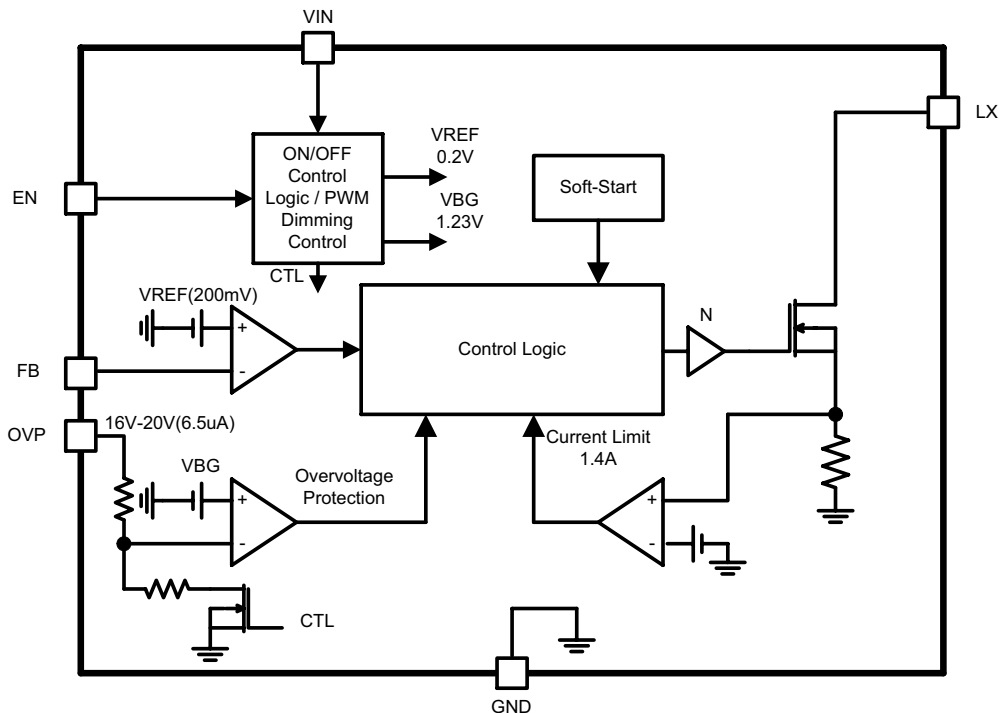 VIN
LX
EN
ON/OFF
Control
Logic / PWM
Dimming
Control
VREF
0.2V
VBG
1.23V
CTL
Soft-Start
VREF(200mV)
+
-
FB
Control Logic
N
OVP
16V-20V(6.5uA)
VBG
+
-
Overvoltage
Protection
Current Limit
1.4A
+
-
CTL
GND